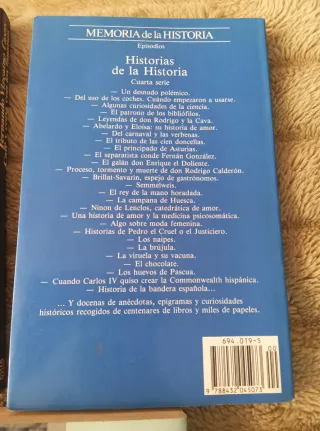 MEMORIA de la HISTORIA
Episodios
Historias
de la Historia
Cuarta serie
— Un desnudo polémico.
— Del uso de los coches. Cuándo empezaron a usarse.
— Algunas curiosidades de la ciencia.
— El patrono de los bibliófilos.
— Leyendas de don Rodrigo y la Cava.
— Abelardo y Eloísa: su historia de amor.
— Del carnaval y las verbenas.
— El tributo de las cien doncellas.
— El principado de Asturias.
— El separatista conde Fernán González.
— El galán don Enrique el Doliente.
— Proceso, tormento y muerte de don Rodrigo Calderón.
— Brillat-Savarin, espejo de gastrónomos.
— Semmelweis.
— El rey de la mano horadada.
— La campana de Huesca.
— Ninon de Lenclos, catedrática de amor.
— Una historia de amor y la medicina psicosomática.
— Algo sobre moda femenina.
— Historias de Pedro el Cruel o el Justiciero.
— Los naipes.
— La brújula.
— La viruela y su vacuna.
— El chocolate.
— Los huevos de Pascua.
— Cuando Carlos IV quiso crear la Commonwealth hispánica.
— Historia de la bandera española...
... Y docenas de anécdotas, epigramas y curiosidades
históricos recogidos de centenares de libros y miles de papeles.
694 019-5
00
9 788432 045073